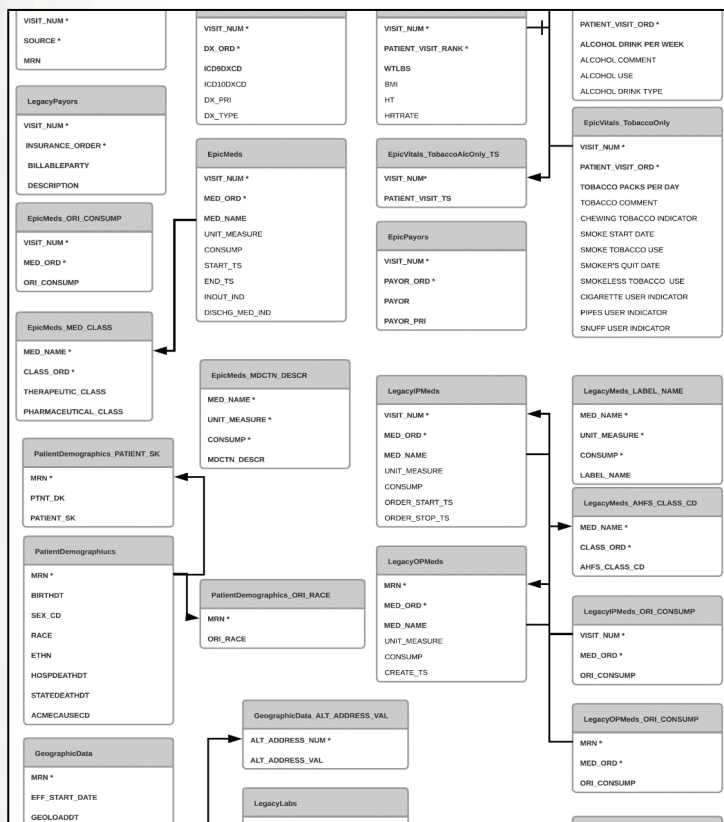 VISIT_NUM *
SOURCE *
MRN
LegacyPayors
VISIT_NUM *
INSURANCE_ORDER *
BILLABLEPARTY
DESCRIPTION
EpicMeds_ORI_CONSUMP
VISIT_NUM *
MED_ORD *
ORI_CONSUMP
EpicMeds_MED_CLASS
MED_NAME *
CLASS_ORD *
THERAPEUTIC_CLASS
PHARMACEUTICAL_CLASS
PatientDemographics_PATIENT_SK
MRN *
PTNT_DK
PATIENT_SK
PatientDemographiucs
MRN *
BIRTHDT
SEX_CD
RACE
ETHN
HOSPDEATHDT
STATEDEATHDT
ACMECAUSECD
GeographicData
MRN *
EFF_START_DATE
GEOLOADDT
VISIT_NUM *
DX_ORD *
ICD9DXCD
ICD10DXCD
DX_PRI
DX_TYPE
EpicMeds
VISIT_NUM *
MED_ORD *
MED_NAME
UNIT_MEASURE
CONSUMP
START_TS
END_TS
INOUT_IND
DISCHG_MED_IND
EpicMeds_MDCTN_DESCR
MED_NAME *
UNIT_MEASURE *
CONSUMP *
MDCTN_DESCR
PatientDemographics_ORI_RACE
MRN *
ORI_RACE
GeographicData_ALT_ADDRESS_VAL
ALT_ADDRESS_NUM *
ALT_ADDRESS_VAL
LegacyLabs
VISIT_NUM *
PATIENT_VISIT_RANK *
WTLBS
BMI
HT
HRTRATE
EpicVitals_TobaccoAlcOnly_TS
VISIT_NUM*
PATIENT_VISIT_TS
EpicPayors
VISIT_NUM *
PAYOR_ORD *
PAYOR
PAYOR_PRI
LegacyIPMeds
VISIT_NUM *
MED_ORD *
MED_NAME
UNIT_MEASURE
CONSUMP
ORDER_START_TS
ORDER_STOP_TS
LegacyOPMeds
MRN *
MED_ORD *
MED_NAME
UNIT_MEASURE
CONSUMP
CREATE_TS
PATIENT_VISIT_ORD *
ALCOHOL DRINK PER WEEK
ALCOHOL COMMENT
ALCOHOL USE
ALCOHOL DRINK TYPE
EpicVitals_TobaccoOnly
VISIT_NUM *
PATIENT_VISIT_ORD *
TOBACCO PACKS PER DAY
TOBACCO COMMENT
CHEWING TOBACCO INDICATOR
SMOKE START DATE
SMOKE TOBACCO USE
SMOKER'S QUIT DATE
SMOKELESS TOBACCO USE
CIGARETTE USER INDICATOR
PIPES USER INDICATOR
SNUFF USER INDICATOR
LegacyMeds_LABEL_NAME
MED_NAME *
UNIT_MEASURE *
CONSUMP *
LABEL_NAME
LegacyMeds_AHFS_CLASS_CD
MED_NAME *
CLASS_ORD *
AHFS_CLASS_CD
LegacyIPMeds_ORI_CONSUMP
VISIT_NUM *
MED_ORD *
ORI_CONSUMP
LegacyOPMeds_ORI_CONSUMP
MRN *
MED_ORD *
ORI_CONSUMP